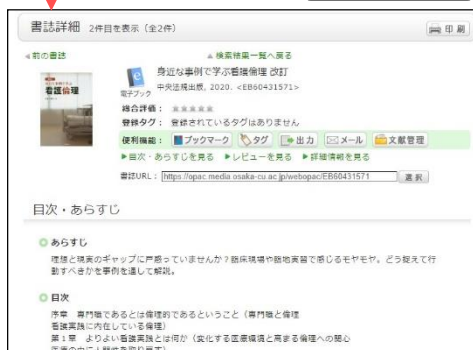 書誌詳細 2件目を表示（全2件）
印刷
前の書誌
▲検索結果一覧へ戻る
看護倫理
身近な事例で学ぶ看護倫理 改訂
電子ブック 中央法規出版, 2020. <EB60431571>
総合評価： ★★★★★
登録タグ： 登録されているタグはありません
便利機能： ブックマーク タグ 出力 メール 文献管理
▶目次・あらすじを見る ▶レビューを見る ▶詳細情報を見る
書誌URL： https://opac.media.osaka-cu.ac.jp/webopac/EB60431571 選択
目次・あらすじ
あらすじ
理想と現実のギャップに戸惑っていませんか？臨床現場や臨地実習で感じるモヤモヤ。どう捉えて行
動すべきかを事例を通して解説。
目次
序章 専門職であるとは倫理的であるということ（専門職と倫理
看護実践に内在している倫理）
第1章 よりよい看護実践とは何か（変化する医療環境と高まる倫理への関心